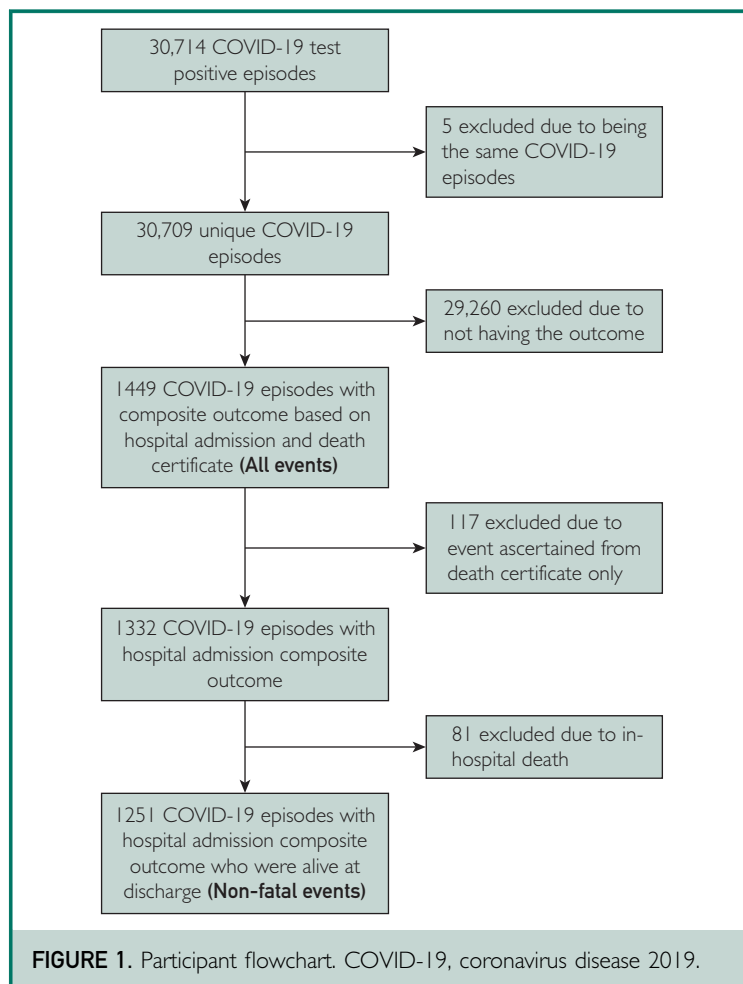 30,714 COVID-19 test
positive episodes
5 excluded due to being
the same COVID-19
episodes
30,709 unique COVID-19
episodes
29,260 excluded due to
not having the outcome
1449 COVID-19 episodes with
composite outcome based on
hospital admission and death
certificate (All events)
117 excluded due to
event ascertained from
death certificate only
1332 COVID-19 episodes with
hospital admission composite
outcome
81 excluded due to in-
hospital death
1251 COVID-19 episodes with
hospital admission composite
outcome who were alive at
discharge (Non-fatal events)
FIGURE 1. Participant flowchart. COVID-19, coronavirus disease 2019.